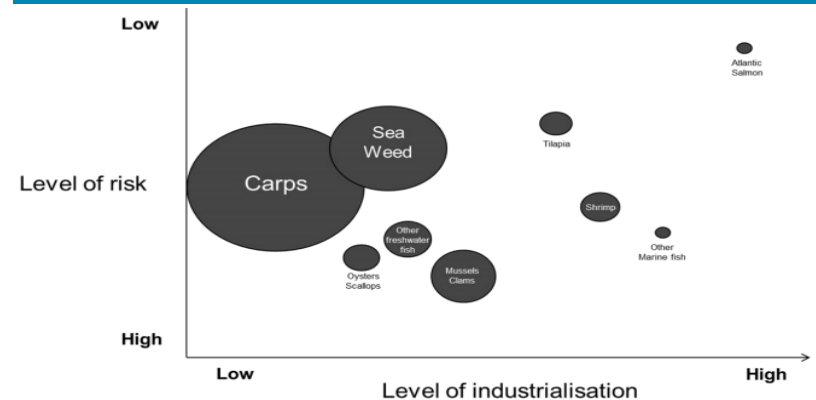 Low
Atlantic
Salmon
Sea
Weed
Tilapia
Level of risk
Carps
Shrimp
Other
freshwater
fish
Other
Marine fish
Oysters
Scallops
Mussels
Clams
High
Low
High
Level of industrialisation